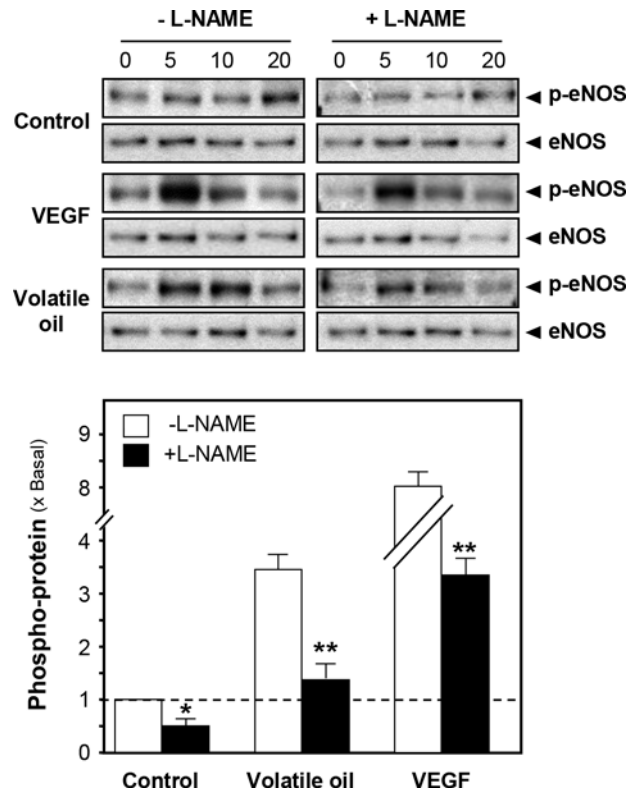 - L-NAME + L-NAME
0 5 10 20 0 5 10 20
Control
p-eNOS
eNOS
VEGF
p-eNOS
eNOS
Volatile
oil
p-eNOS
eNOS
Phospho-protein (x Basal)
9
8
4
3
2
1
0
-L-NAME
+L-NAME
*
**
**
Control Volatile oil VEGF